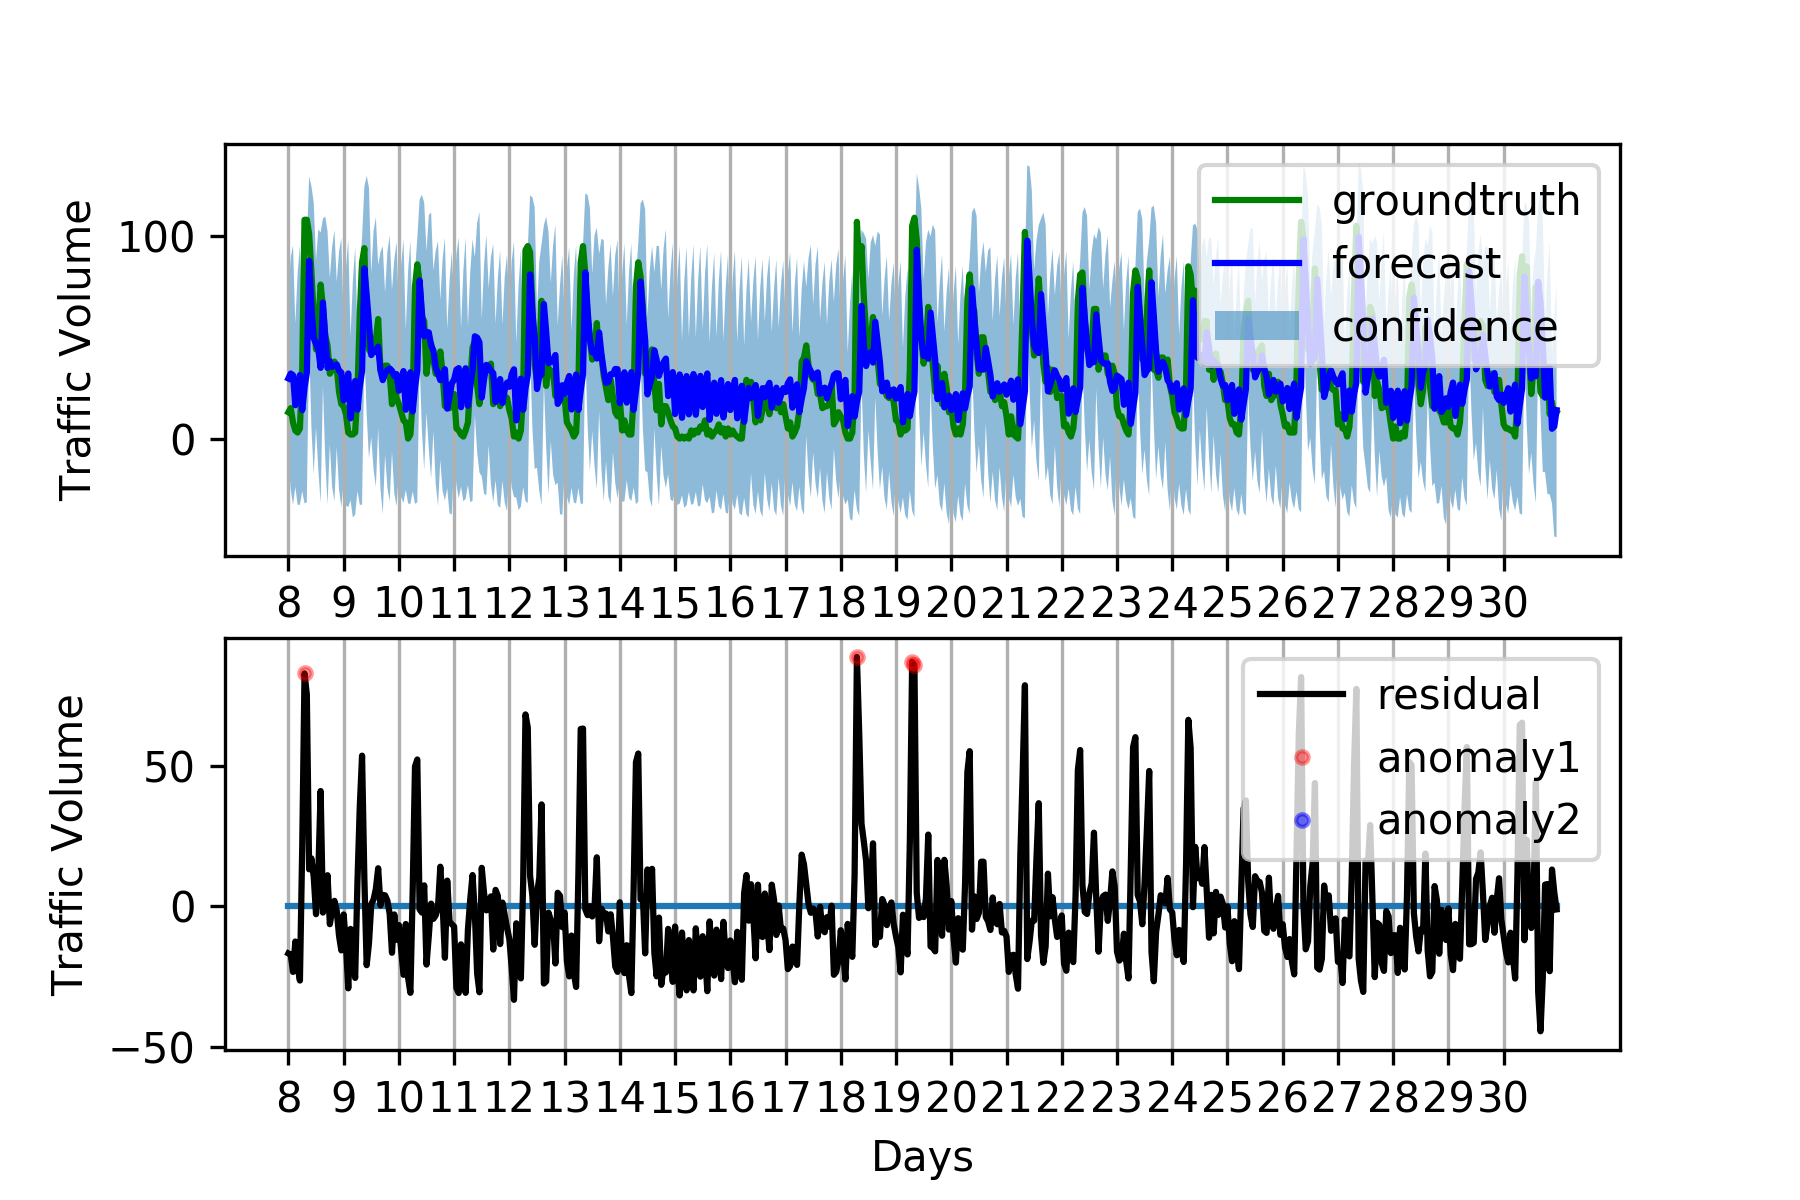 Traffic Volume
100
0
groundtruth
forecast
confidence
8 9 10 11 12 13 14 15 16 17 18 19 20 21 22 23 24 25 26 27 28 29 30
Traffic Volume
50
0
−50
residual
anomaly1
anomaly2
8 9 10 11 12 13 14 15 16 17 18 19 20 21 22 23 24 25 26 27 28 29 30
Days